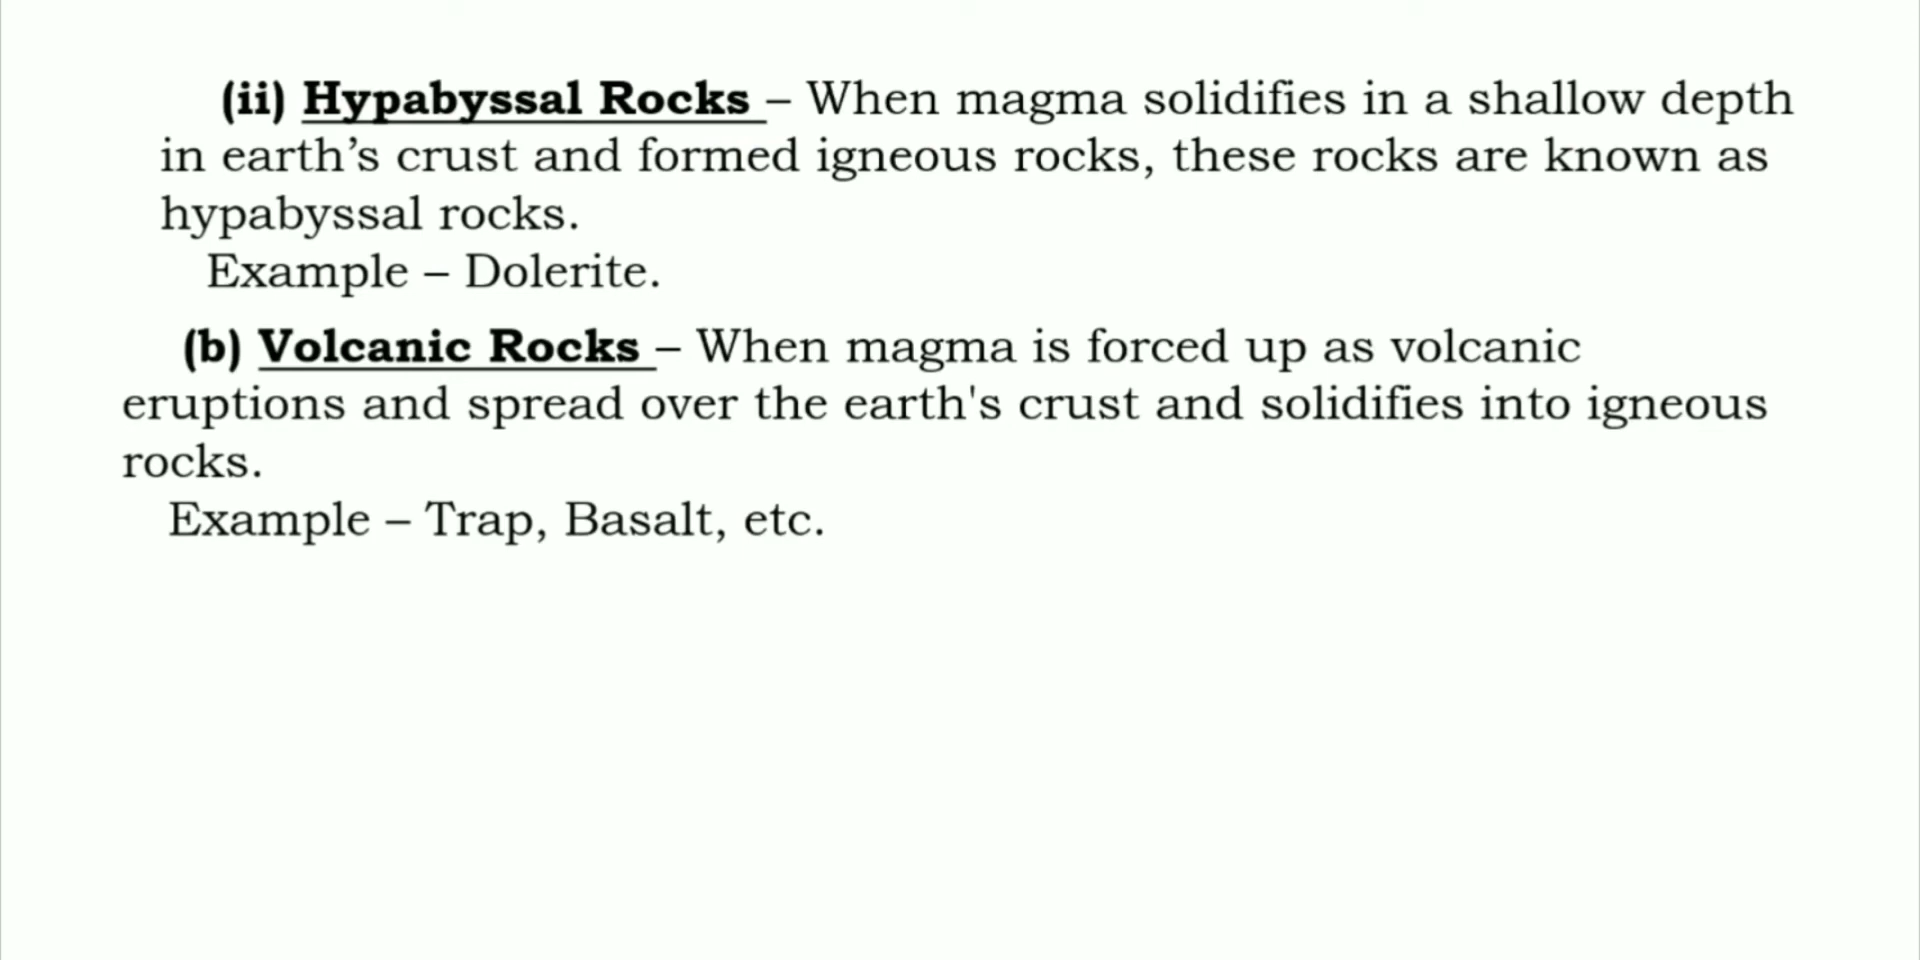 (ii) Hypabyssal Rocks – When magma solidifies in a shallow depth
in earth’s crust and formed igneous rocks, these rocks are known as
hypabyssal rocks.
Example – Dolerite.
(b) Volcanic Rocks – When magma is forced up as volcanic
eruptions and spread over the earth's crust and solidifies into igneous
rocks.
Example – Trap, Basalt, etc.